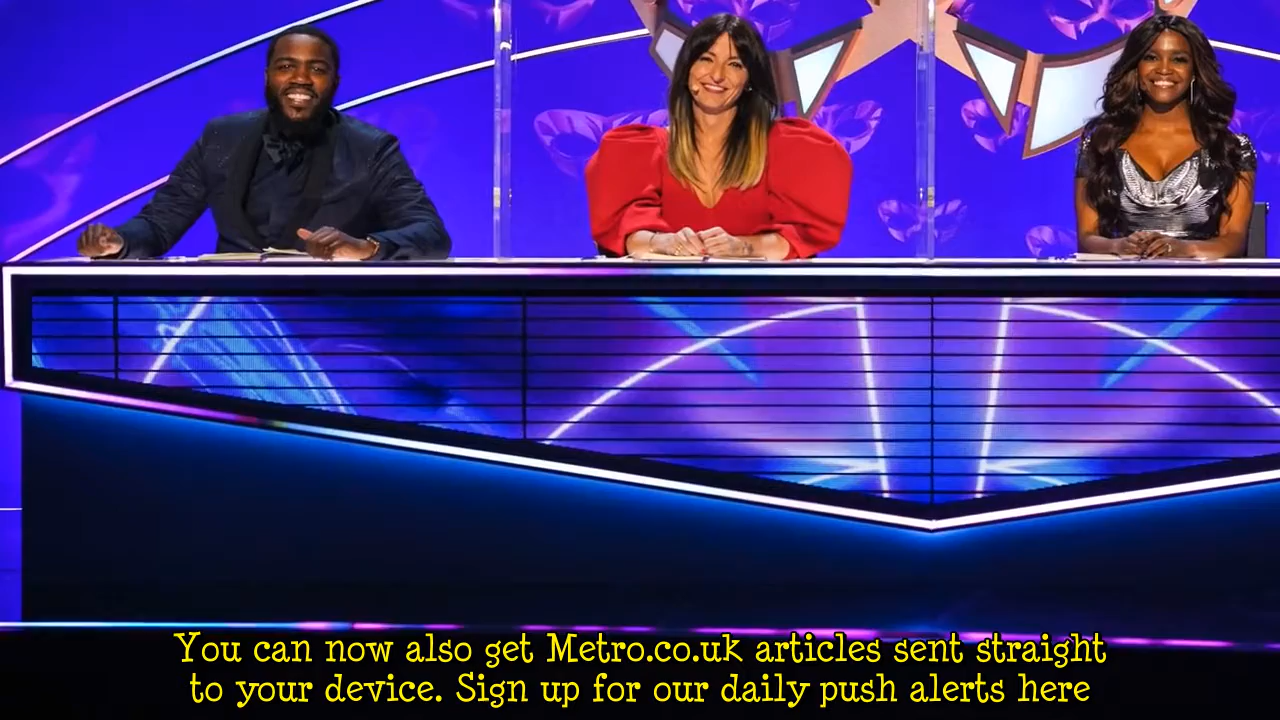 You can now also get Metro.co.uk articles sent straight
to your device. Sign up for our daily push alerts here